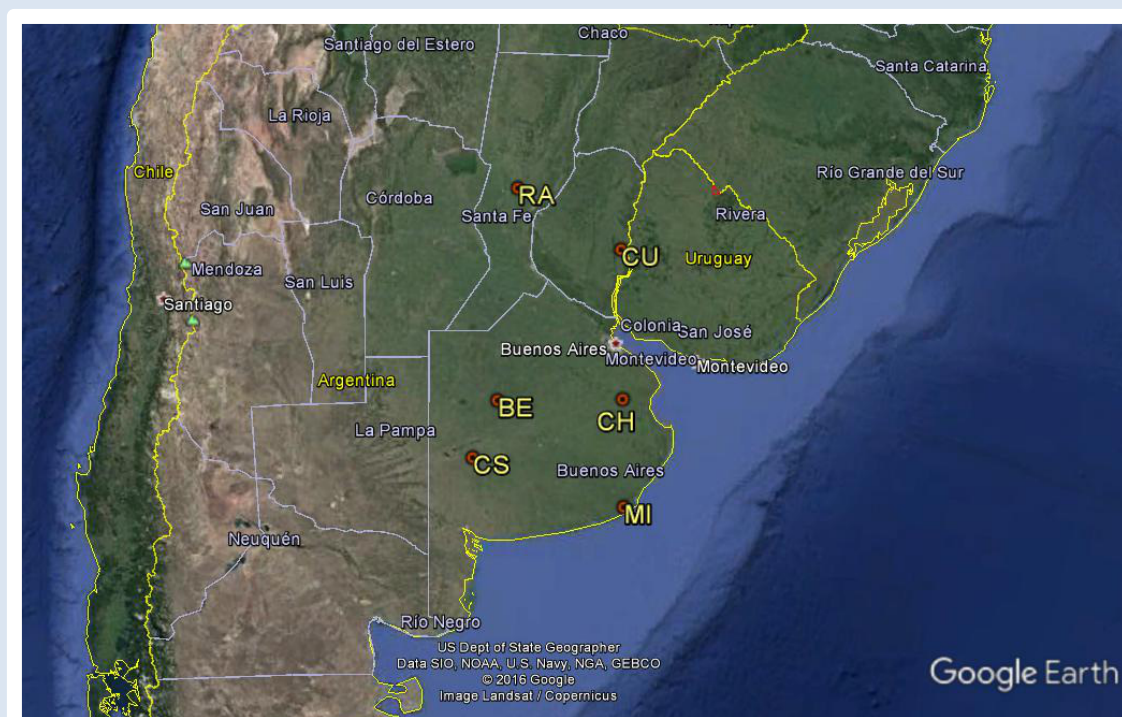 Chaco
Santiago del Estero
Santa Catarina
La Rioja
Chile
Río Grande del Sur
RA
Córdoba
San Juan
Santa Fe
Rivera
CU
Uruguay
Mendoza
San Luis
Santiago
Colonia
San José
Buenos Aires
Montevideo
Montevideo
Argentina
BE
CH
La Pampa
CS
Buenos Aires
MI
Neuquén
Río Negro
US Dept of State Geographer
Data SIO, NOAA, U.S. Navy, NGA, GEBCO
© 2016 Google
Image Landsat / Copernicus
Google Earth